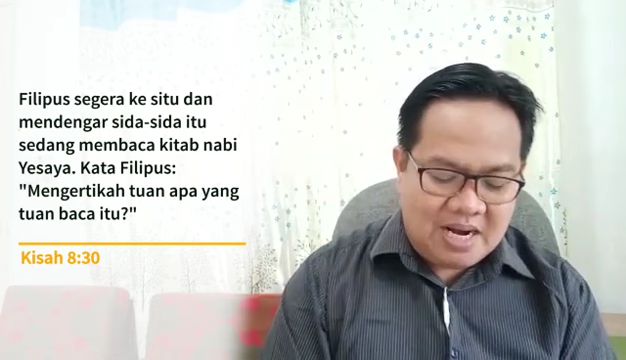 Filipus segera ke situ dan
mendengar sida-sida itu
sedang membaca kitab nabi
Yesaya. Kata Filipus:
"Mengertikah tuan apa yang
tuan baca itu?"
Kisah 8:30